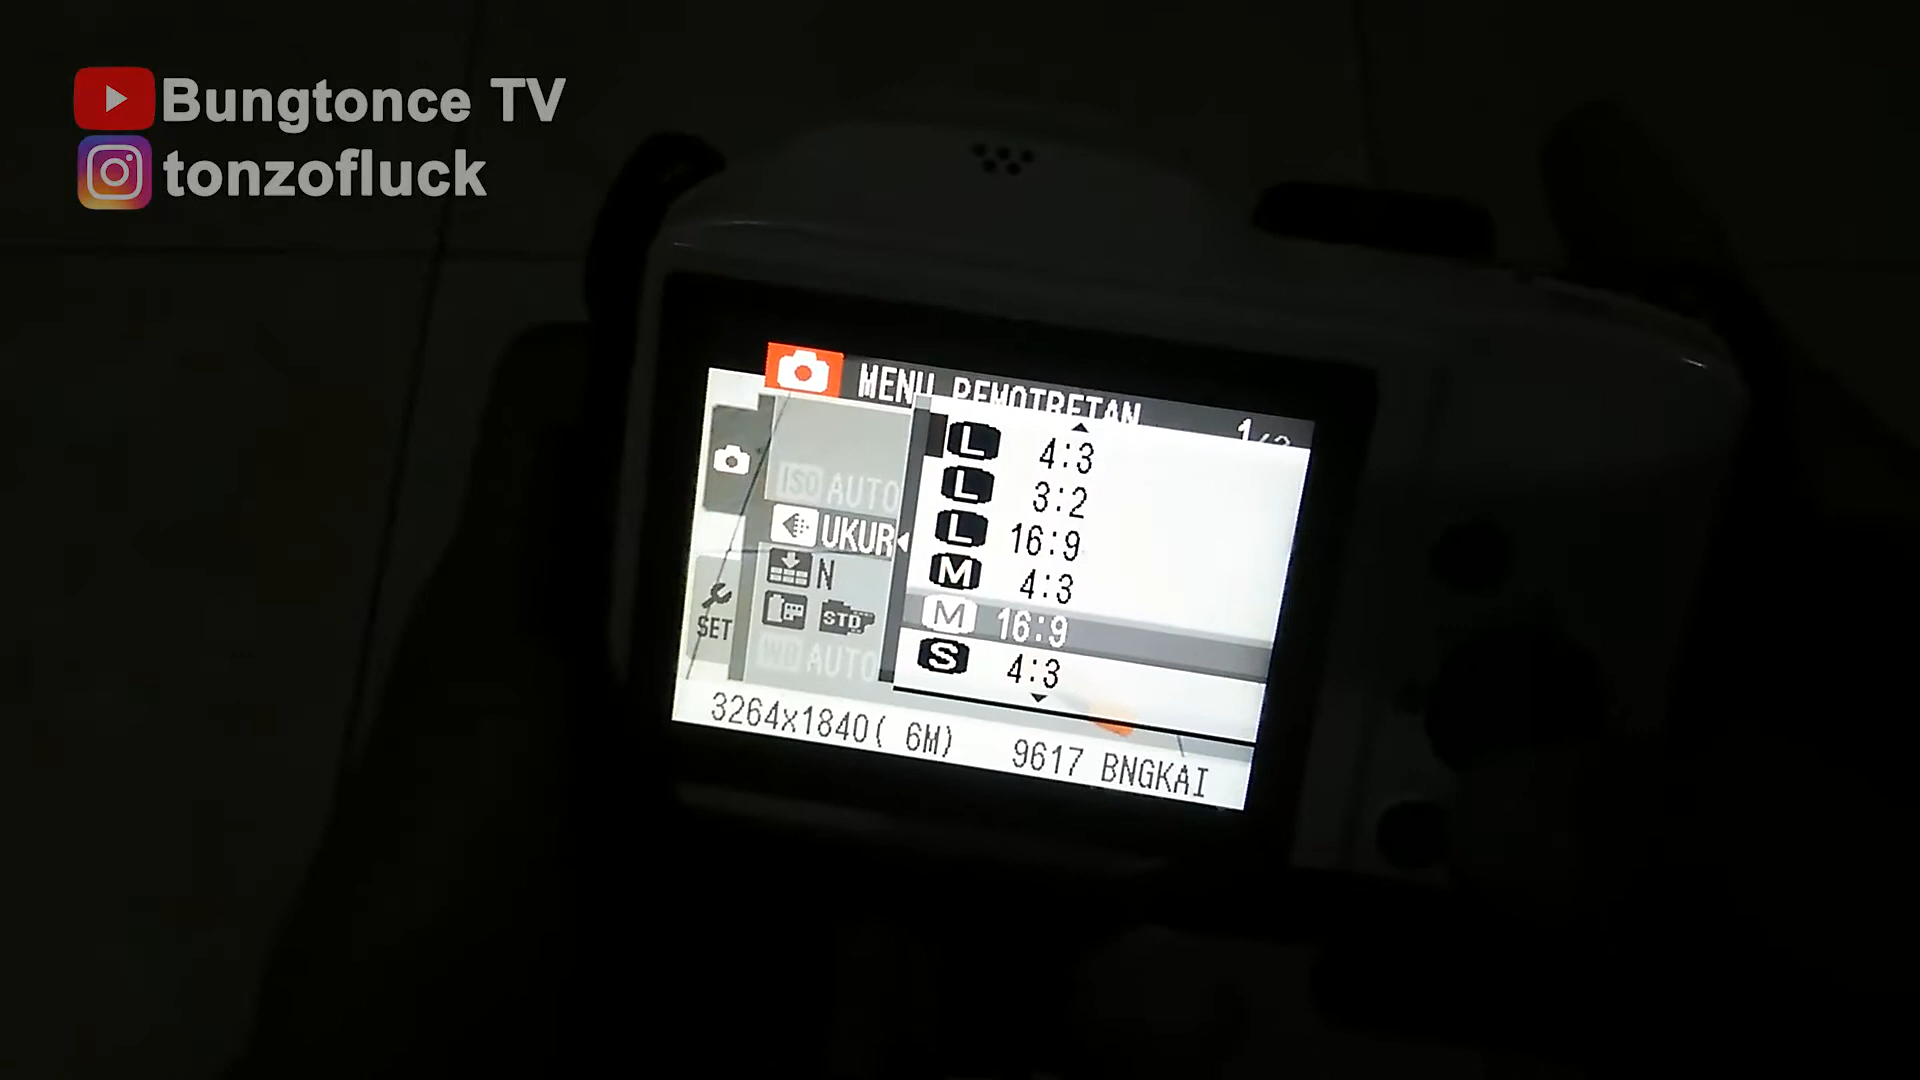 Bungtonce TV
tonzofluck
MENU PEMOTRETAN
L 4:3
ISO AUTO
L 3:2
UKUR
L 16:9
N
M 4:3
STD
M 16:9
SET
WB AUTO
S 4:3
3264x1840( 6M)
9617 BNGKAI